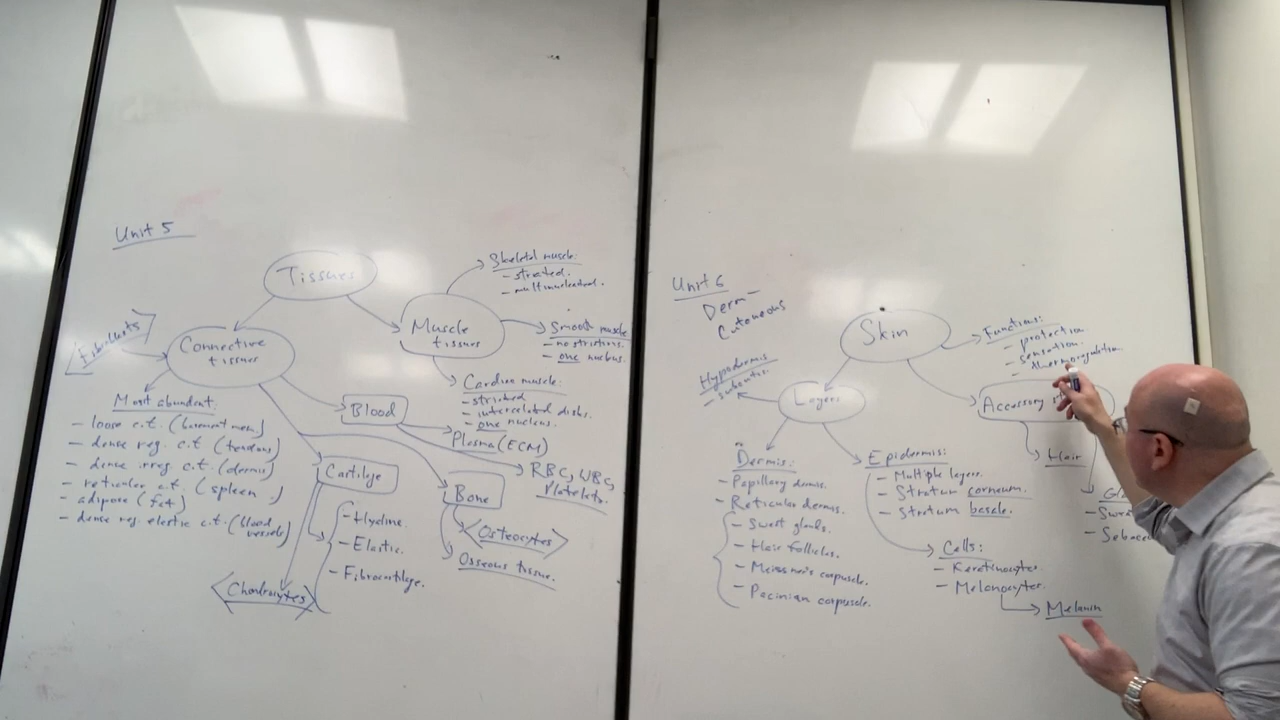 Unit 5
Tissues
Fibroblasts
Connective
tissues
Muscle
tissues
Skeletal muscle:
- striated.
- multinucleated.
Smooth muscle
- no striations.
- one nucleus.
Cardiac muscle:
- striated
- intercalated disks.
- one nucleus.
Most abundant:
- loose c.t. (basement mem)
- dense reg. c.t. (tendons)
- dense irreg. c.t. (dermis)
- reticular c.t. (spleen.)
- adipose (fat)
- dense reg. elastic c.t. (blood
vessels)
Blood
Plasma (ECM)
RBC, WBC,
Platelets.
Cartilage
- Hyaline.
- Elastic.
- Fibrocartilage.
Chondrocytes
Bone
Osteocytes
Osseous tissue.
Unit 6
Derm-
Cutaneous
Skin
Functions:
- protection
- sensation.
- thermoregulation.
Hypodermis
- subcutis.
Layers
Accessory
Hair
Dermis:
- Papillary dermis.
- Reticular dermis.
- Sweat glands.
- Hair follicles.
- Meissner's corpuscle.
- Pacinian corpuscle.
Epidermis:
- Multiple layers.
- Stratum corneum.
- Stratum basale.
Cells:
- Keratinocytes.
- Melanocytes.
Melanin